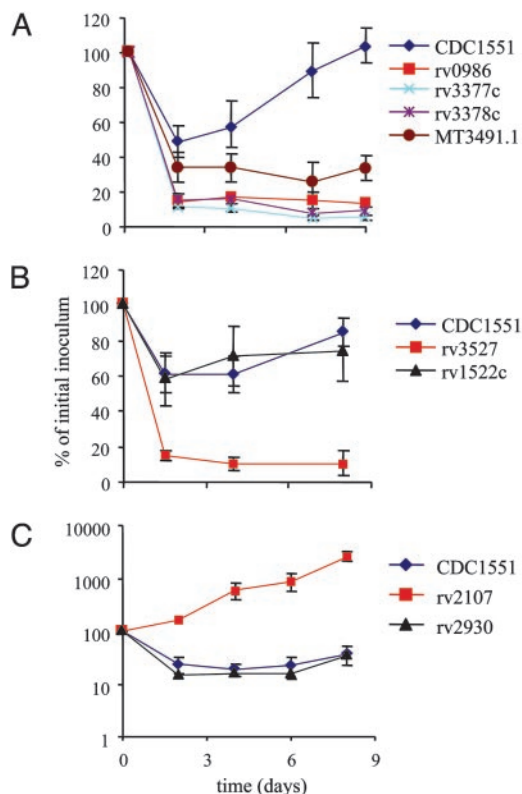 A
120
100
80
60
40
20
0
CDC1551
rv0986
rv3377c
rv3378c
MT3491.1
B
% of initial inoculum
120
100
80
60
40
20
0
CDC1551
rv3527
rv1522c
C
10000
1000
100
10
1
0 3 6 9
time (days)
CDC1551
rv2107
rv2930